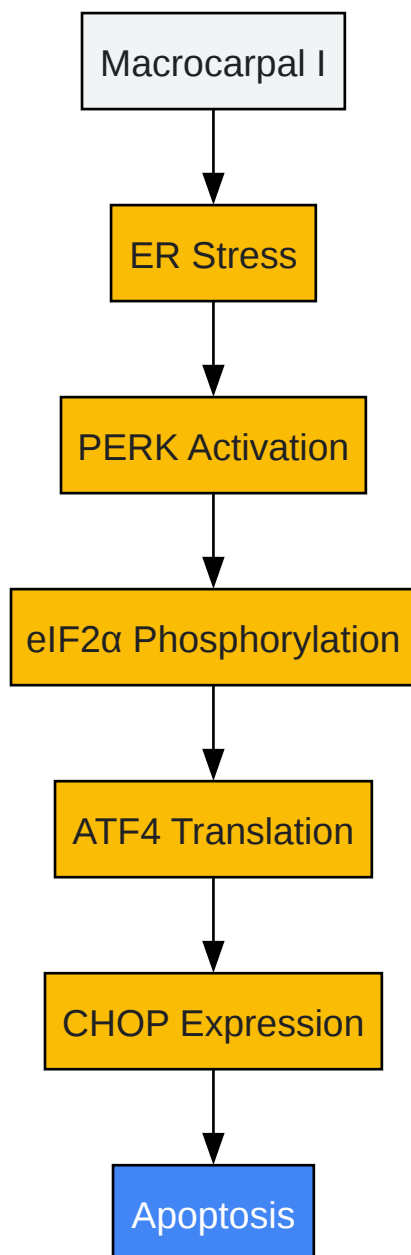 Macrocarpal I
ER Stress
PERK Activation
eIF2α Phosphorylation
ATF4 Translation
CHOP Expression
Apoptosis